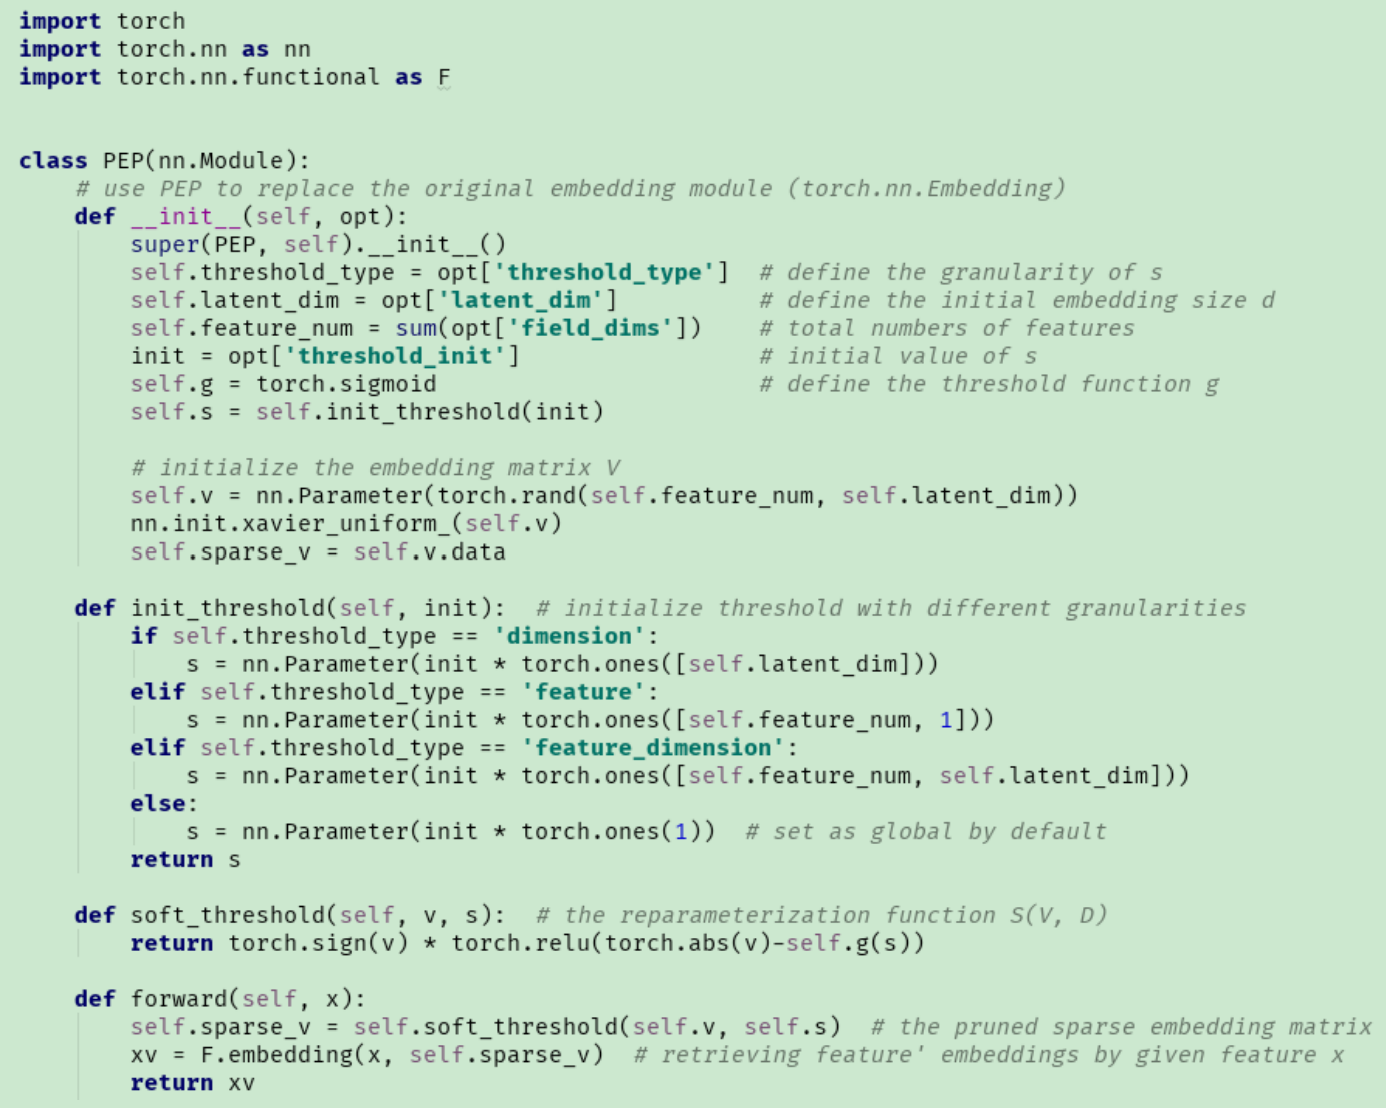 import torch
import torch.nn as nn
import torch.nn.functional as F
class PEP(nn.Module):
    # use PEP to replace the original embedding module (torch.nn.Embedding)
    def __init__(self, opt):
        super(PEP, self).__init__()
        self.threshold_type = opt['threshold_type']  # define the granularity of s
        self.latent_dim = opt['latent_dim']          # define the initial embedding size d
        self.feature_num = sum(opt['field_dims'])    # total numbers of features
        init = opt['threshold_init']                 # initial value of s
        self.g = torch.sigmoid                       # define the threshold function g
        self.s = self.init_threshold(init)
        # initialize the embedding matrix V
        self.v = nn.Parameter(torch.rand(self.feature_num, self.latent_dim))
        nn.init.xavier_uniform_(self.v)
        self.sparse_v = self.v.data
    def init_threshold(self, init):  # initialize threshold with different granularities
        if self.threshold_type == 'dimension':
            s = nn.Parameter(init * torch.ones([self.latent_dim]))
        elif self.threshold_type == 'feature':
            s = nn.Parameter(init * torch.ones([self.feature_num, 1]))
        elif self.threshold_type == 'feature_dimension':
            s = nn.Parameter(init * torch.ones([self.feature_num, self.latent_dim]))
        else:
            s = nn.Parameter(init * torch.ones(1))  # set as global by default
        return s
    def soft_threshold(self, v, s):  # the reparameterization function S(V, D)
        return torch.sign(v) * torch.relu(torch.abs(v)-self.g(s))
    def forward(self, x):
        self.sparse_v = self.soft_threshold(self.v, self.s)  # the pruned sparse embedding matrix
        xv = F.embedding(x, self.sparse_v)  # retrieving feature' embeddings by given feature x
        return xv